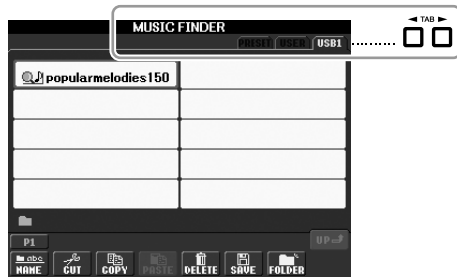 MUSIC FINDER
PRESET USER USB1
◄ TAB ►
popularmelodies150
P1
UP
abc
NAME CUT COPY PASTE DELETE SAVE FOLDER